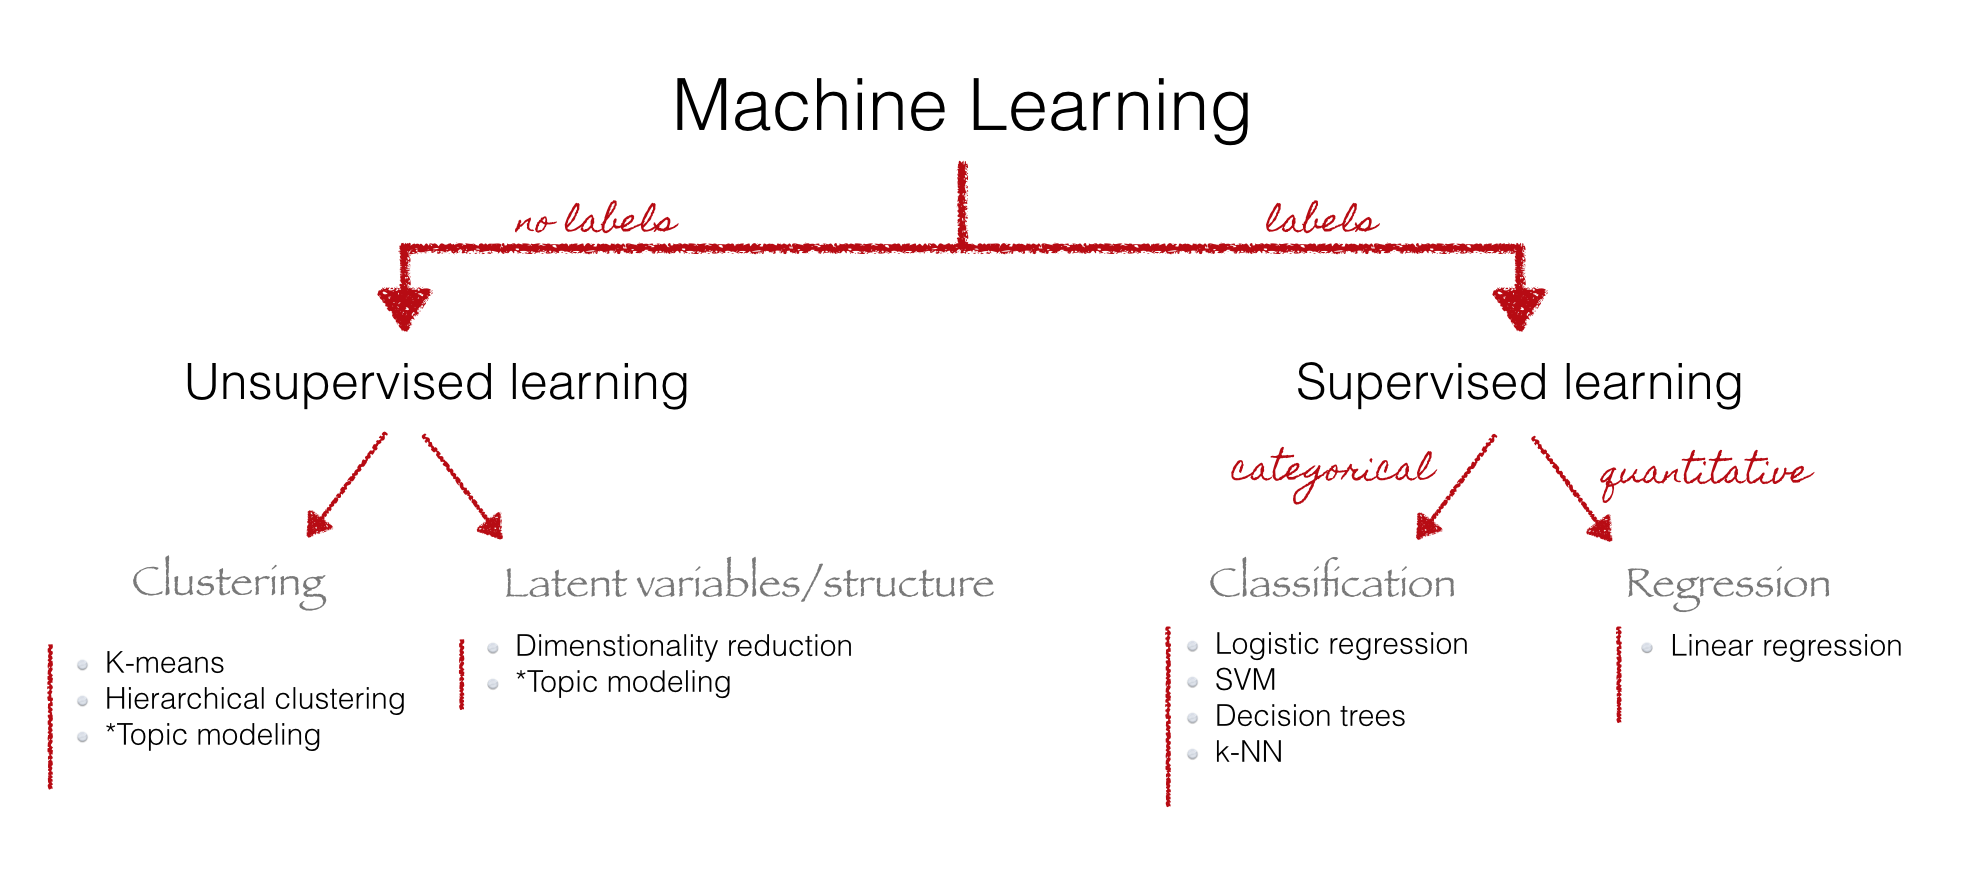 Machine Learning
no labels
labels
Unsupervised learning
Supervised learning
categorical
quantitative
Clustering
Latent variables/structure
Classification
Regression
K-means
Hierarchical clustering
*Topic modeling
Dimenstionality reduction
*Topic modeling
Logistic regression
SVM
Decision trees
k-NN
Linear regression